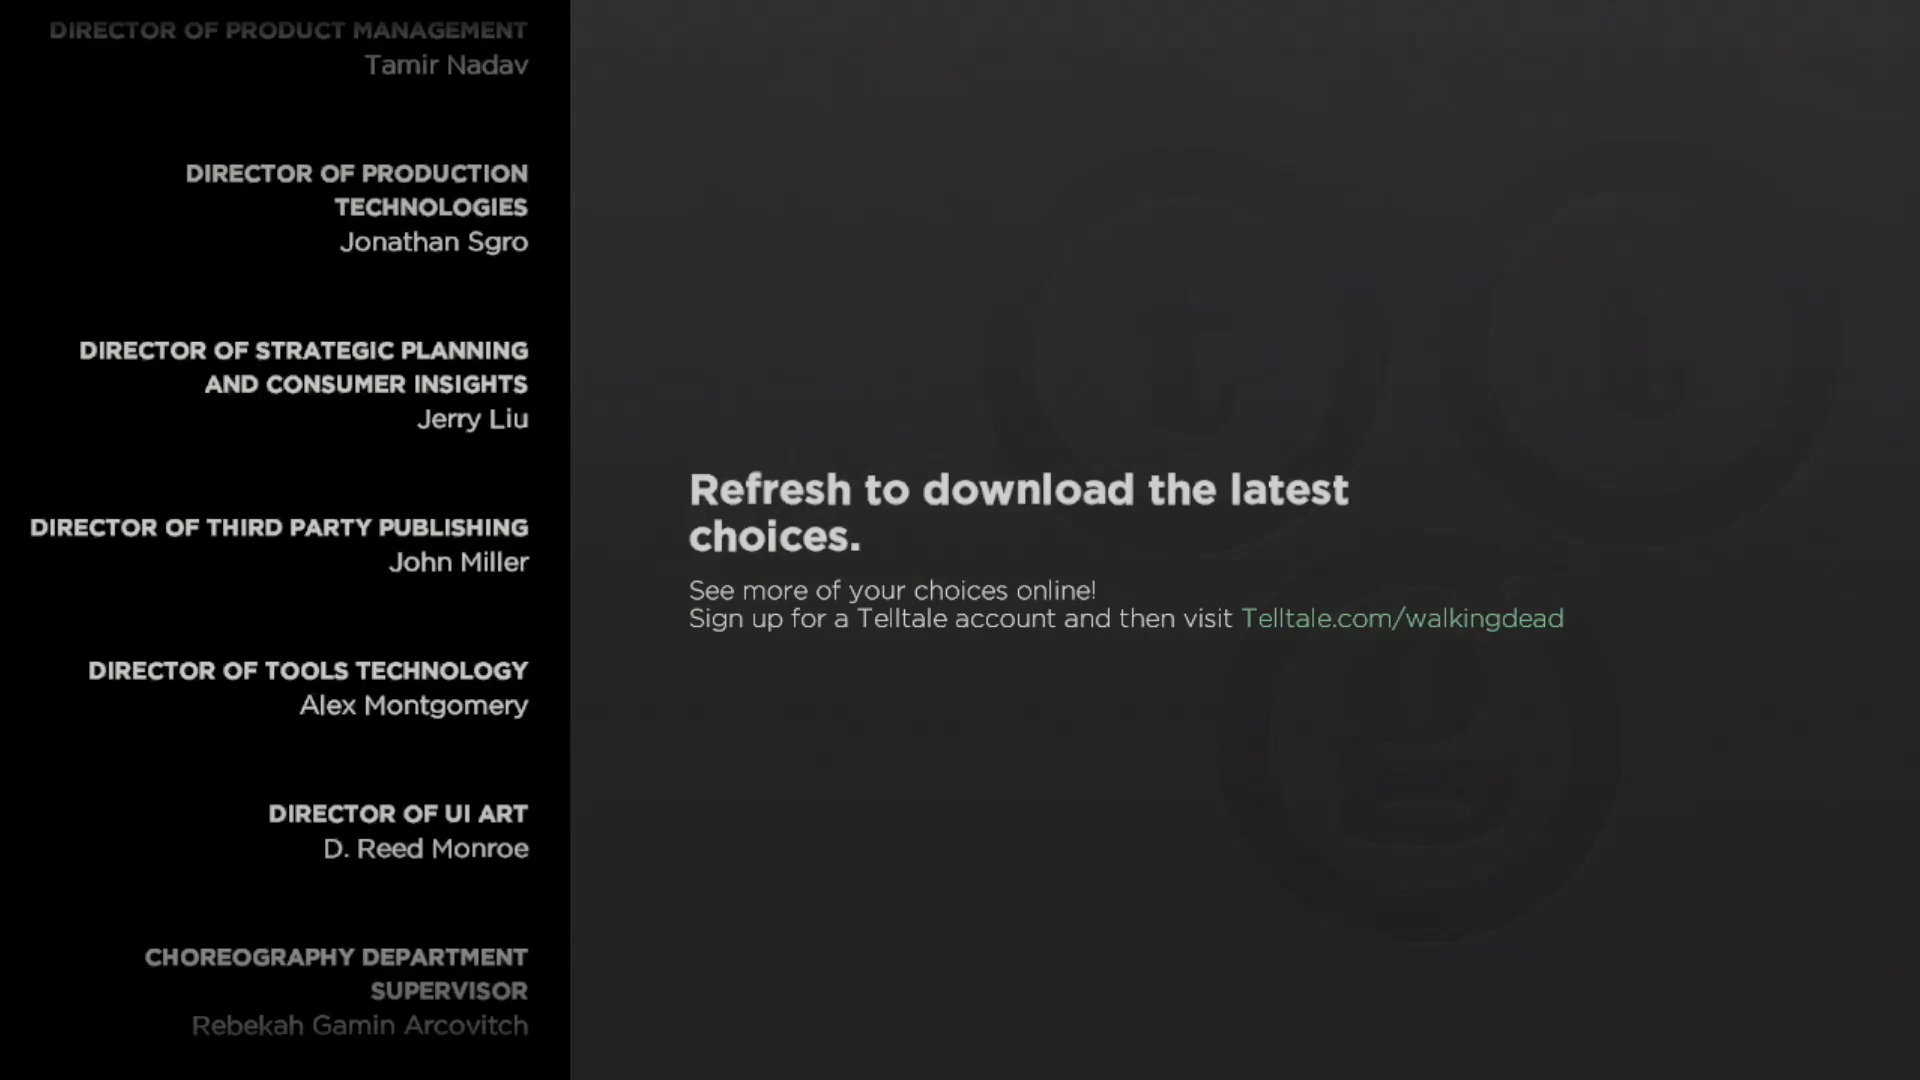 DIRECTOR OF PRODUCT MANAGEMENT
Tamir Nadav
DIRECTOR OF PRODUCTION
TECHNOLOGIES
Jonathan Sgro
DIRECTOR OF STRATEGIC PLANNING
AND CONSUMER INSIGHTS
Jerry Liu
DIRECTOR OF THIRD PARTY PUBLISHING
John Miller
DIRECTOR OF TOOLS TECHNOLOGY
Alex Montgomery
DIRECTOR OF UI ART
D. Reed Monroe
CHOREOGRAPHY DEPARTMENT
SUPERVISOR
Rebekah Gamin Arcovitch
Refresh to download the latest
choices.
See more of your choices online!
Sign up for a Telltale account and then visit Telltale.com/walkingdead